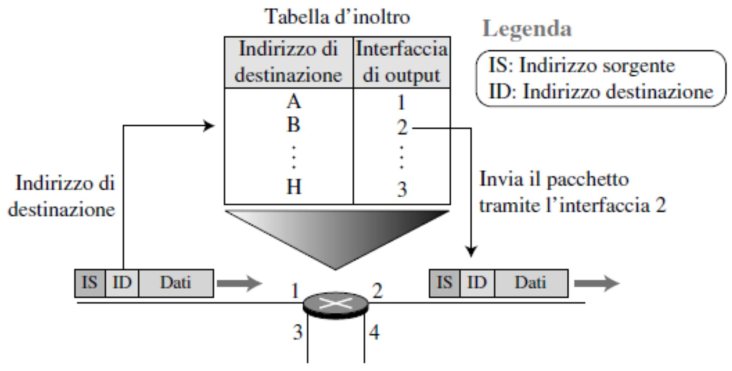 Tabella d'inoltro
Legenda
IS: Indirizzo sorgente
ID: Indirizzo destinazione
Indirizzo di destinazione
Interfaccia di output
A 1
B 2
⋮ ⋮
H 3
Indirizzo di
destinazione
Invia il pacchetto
tramite l'interfaccia 2
IS ID Dati
IS ID Dati
1 2
3 4